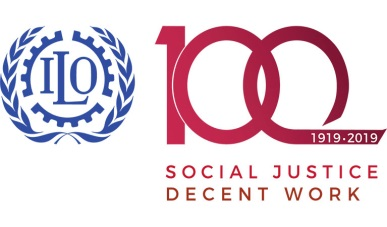 ILO
100
1919·2019
SOCIAL JUSTICE
DECENT WORK